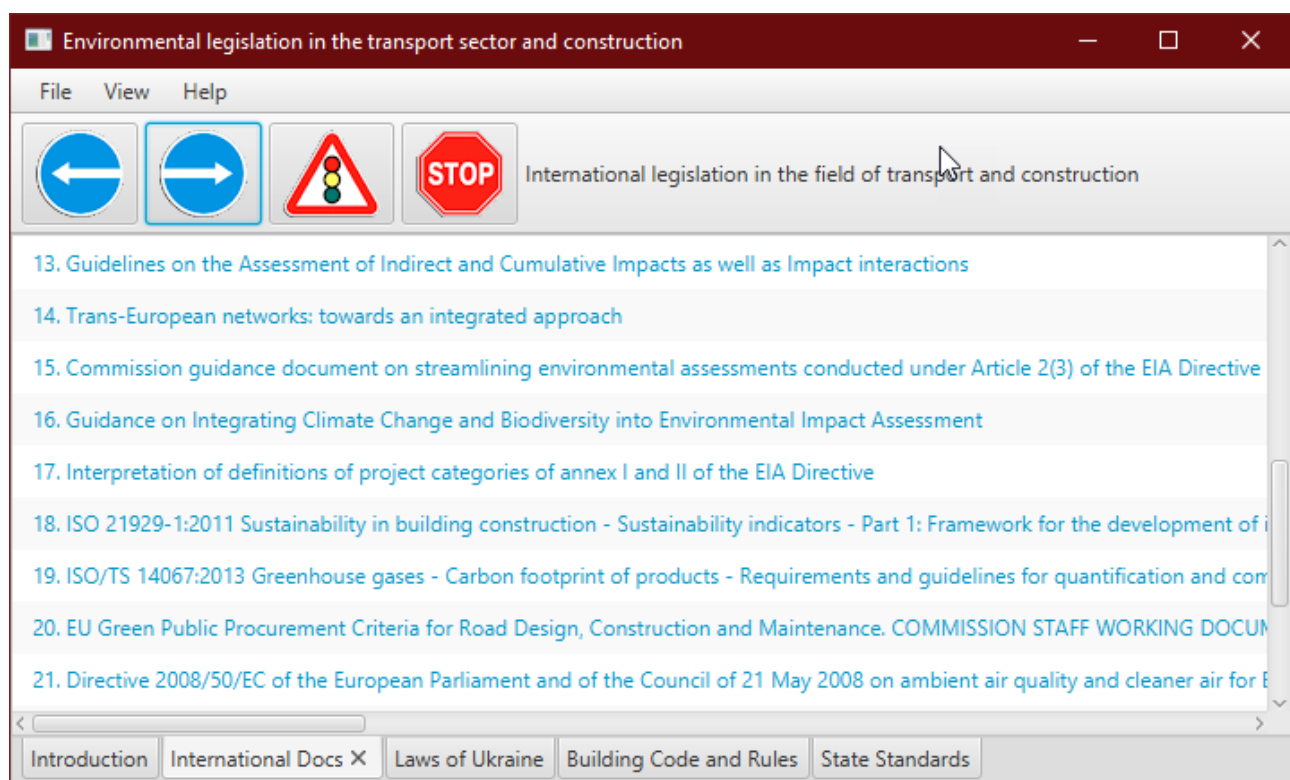 Environmental legislation in the transport sector and construction
File View Help
STOP
International legislation in the field of transport and construction
13. Guidelines on the Assessment of Indirect and Cumulative Impacts as well as Impact interactions
14. Trans-European networks: towards an integrated approach
15. Commission guidance document on streamlining environmental assessments conducted under Article 2(3) of the EIA Directive
16. Guidance on Integrating Climate Change and Biodiversity into Environmental Impact Assessment
17. Interpretation of definitions of project categories of annex I and II of the EIA Directive
18. ISO 21929-1:2011 Sustainability in building construction - Sustainability indicators - Part 1: Framework for the development of
19. ISO/TS 14067:2013 Greenhouse gases - Carbon footprint of products - Requirements and guidelines for quantification and
20. EU Green Public Procurement Criteria for Road Design, Construction and Maintenance. COMMISSION STAFF WORKING
21. Directive 2008/50/EC of the European Parliament and of the Council of 21 May 2008 on ambient air quality and cleaner air for
Introduction International Docs Laws of Ukraine Building Code and Rules State Standards